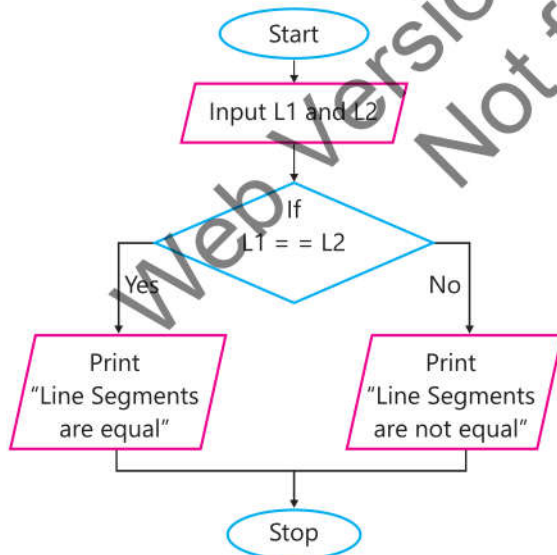 Start
Input L1 and L2
If
L1 = = L2
Yes
No
Print
“Line Segments
are equal”
Print
“Line Segments
are not equal”
Stop
Web Version
Not f